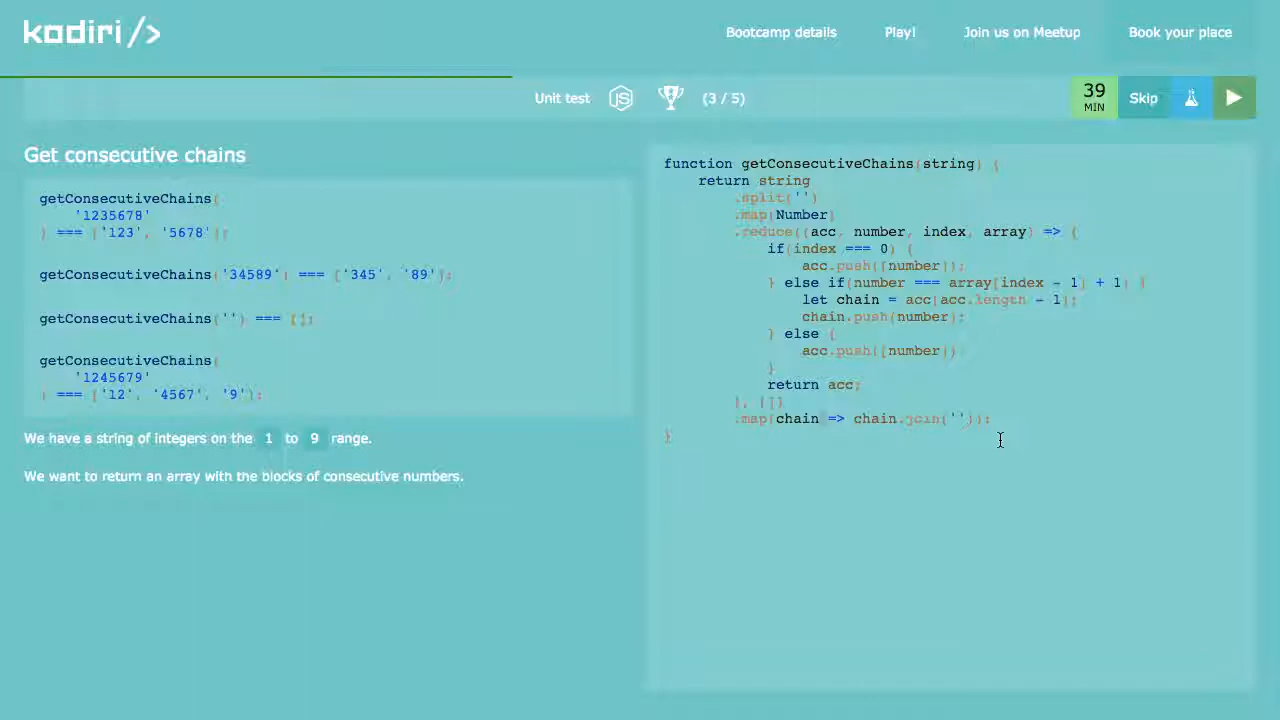 kodiri/>
Bootcamp details
Play!
Join us on Meetup
Book your place
Unit test
JS
(3 / 5)
39
MIN
Skip
Get consecutive chains
getConsecutiveChains(
'1235678'
) === ['123', '5678'];
getConsecutiveChains('34589') === ['345', '89'];
getConsecutiveChains('') === [];
getConsecutiveChains(
'1245679'
) === ['12', '4567', '9'];
We have a string of integers on the 1 to 9 range.
We want to return an array with the blocks of consecutive numbers.
function getConsecutiveChains(string) {
return string
.split('')
.map(Number)
.reduce((acc, number, index, array) => {
if(index === 0) {
acc.push([number]);
} else if(number === array[index - 1] + 1) {
let chain = acc[acc.length - 1];
chain.push(number);
} else {
acc.push([number])
}
return acc;
}, [])
.map(chain => chain.join(''));
}